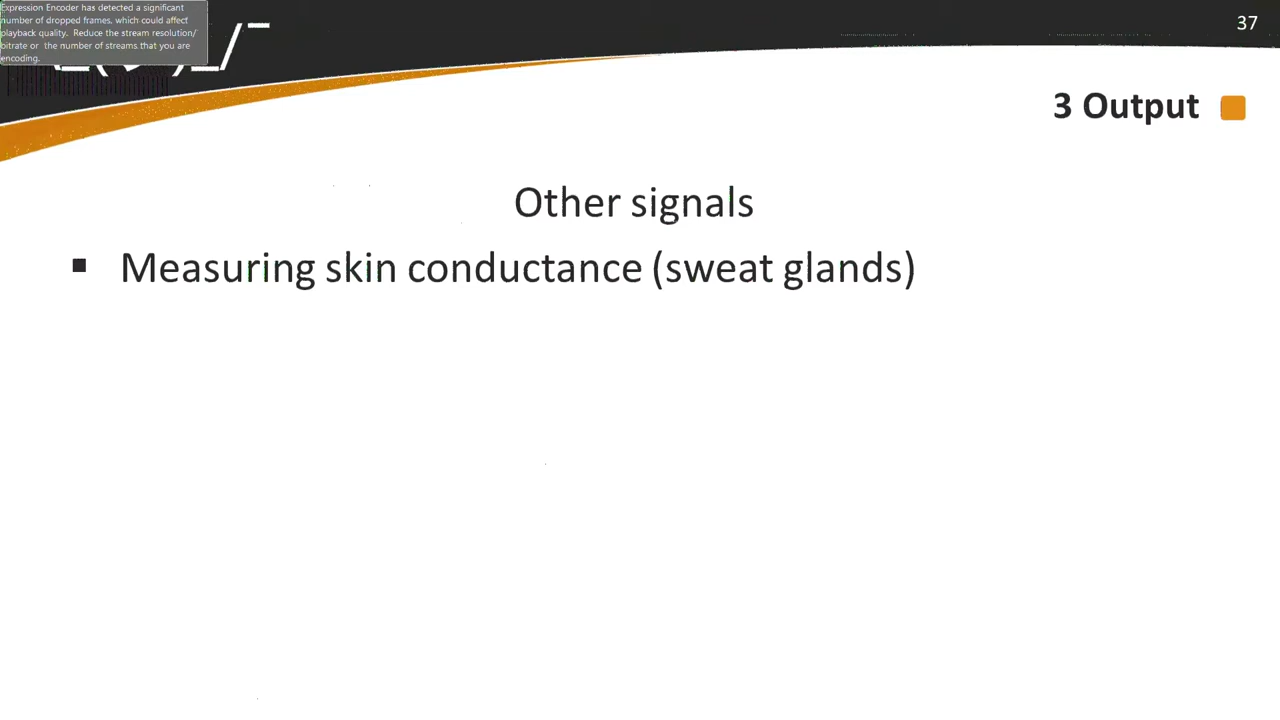 Expression Encoder has detected a significant
number of dropped frames, which could affect
playback quality. Reduce the stream resolution/
bitrate or the number of streams that you are
encoding.
37
3 Output
Other signals
▪ Measuring skin conductance (sweat glands)